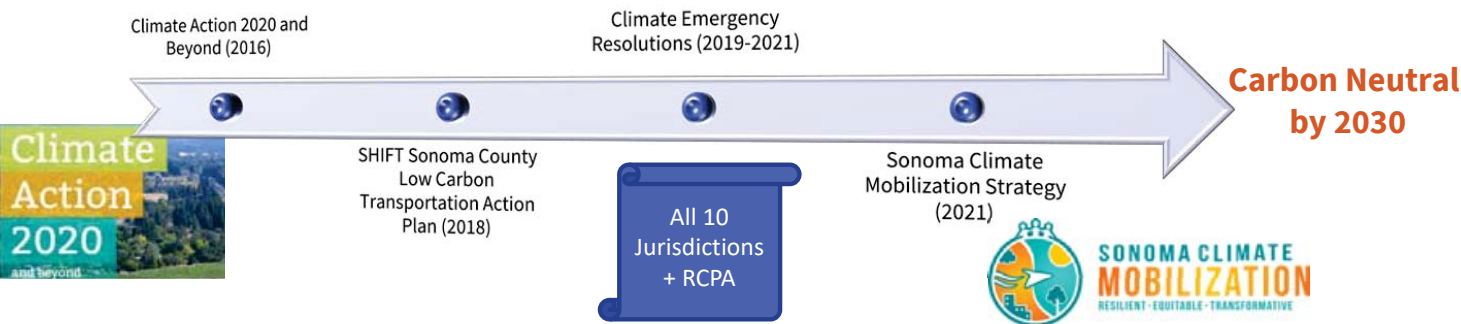 Climate Action 2020 and
Beyond (2016)
Climate Emergency
Resolutions (2019-2021)
Carbon Neutral
by 2030
Climate
Action
2020
and beyond
SHIFT Sonoma County
Low Carbon
Transportation Action
Plan (2018)
All 10
Jurisdictions
+ RCPA
Sonoma Climate
Mobilization Strategy
(2021)
SONOMA CLIMATE
MOBILIZATION
RESILIENT · EQUITABLE · TRANSFORMATIVE